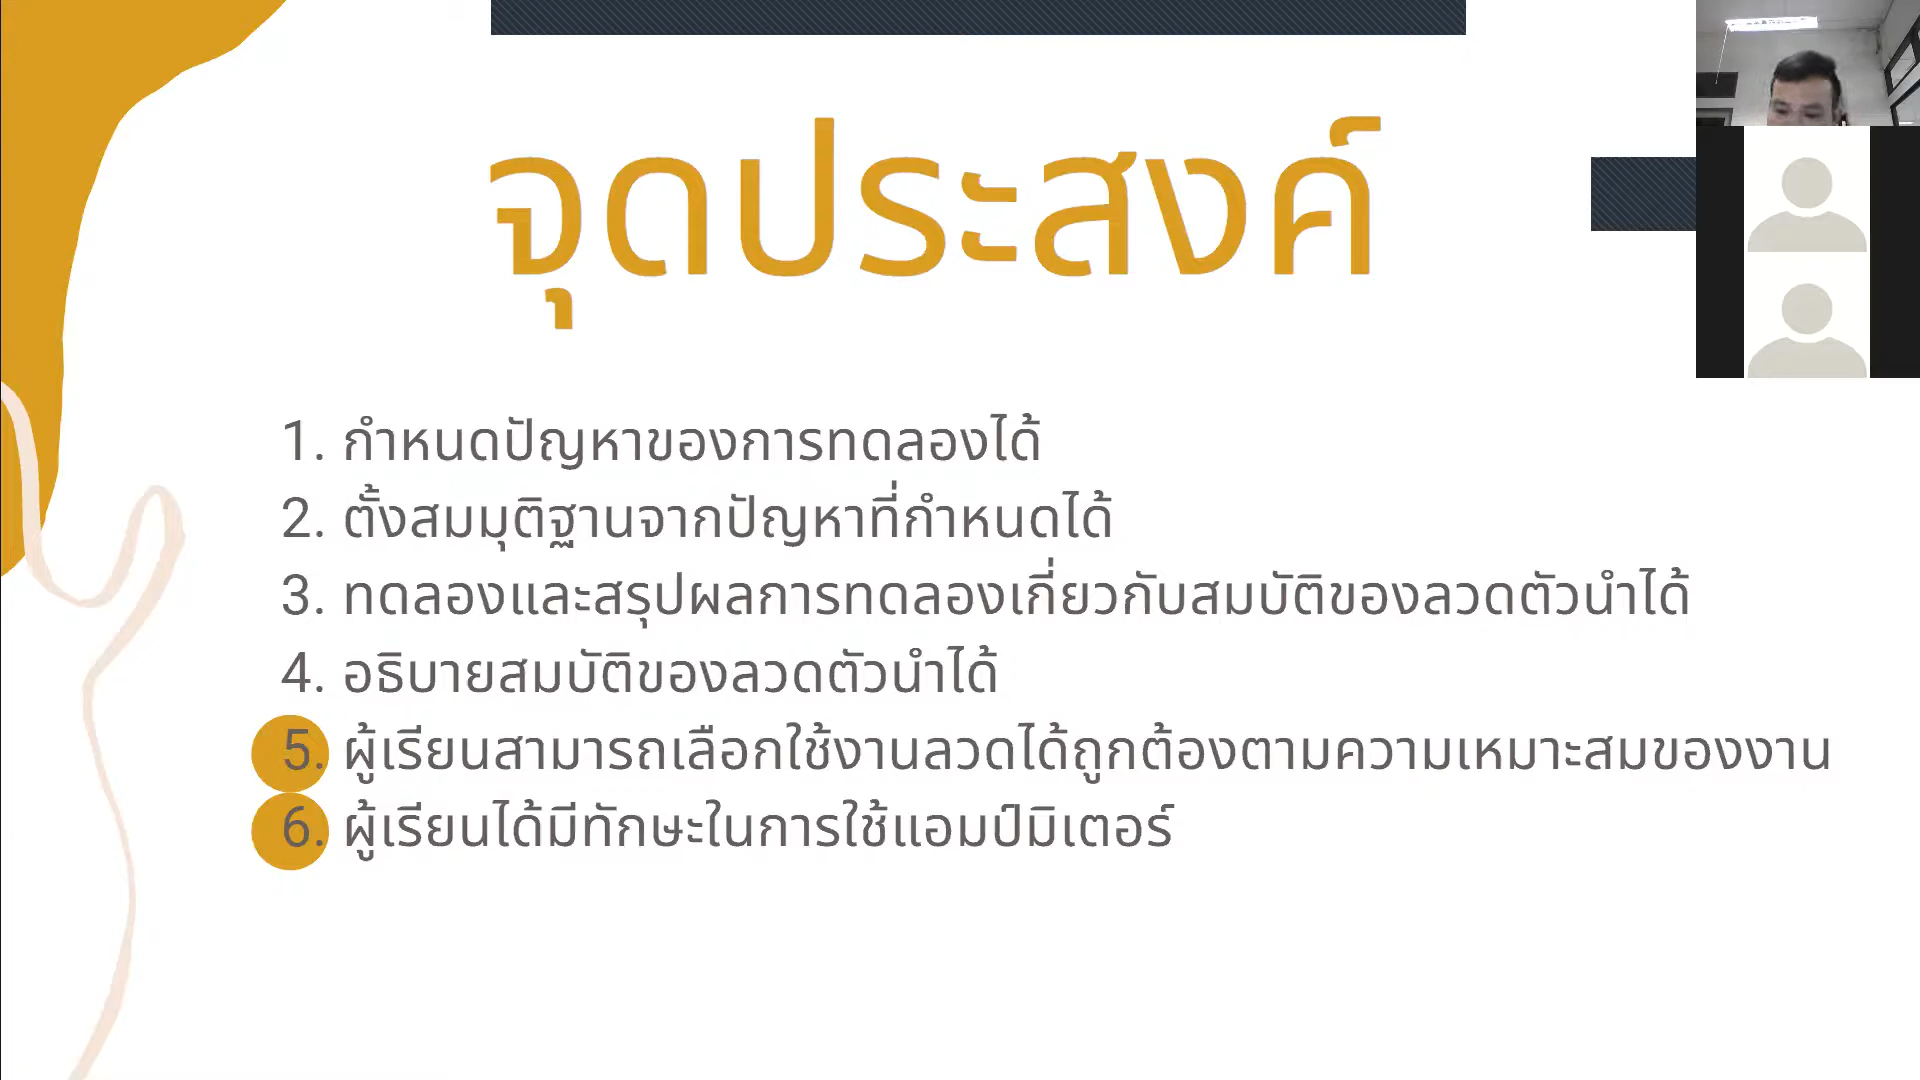 จุดประสงค์
1. กำหนดปัญหาของการทดลองได้
2. ตั้งสมมุติฐานจากปัญหาที่กำหนดได้
3. ทดลองและสรุปผลการทดลองเกี่ยวกับสมบัติของลวดตัวนำได้
4. อธิบายสมบัติของลวดตัวนำได้
5. ผู้เรียนสามารถเลือกใช้งานลวดได้ถูกต้องตามความเหมาะสมของงาน
6. ผู้เรียนได้มีทักษะในการใช้แอมป์มิเตอร์